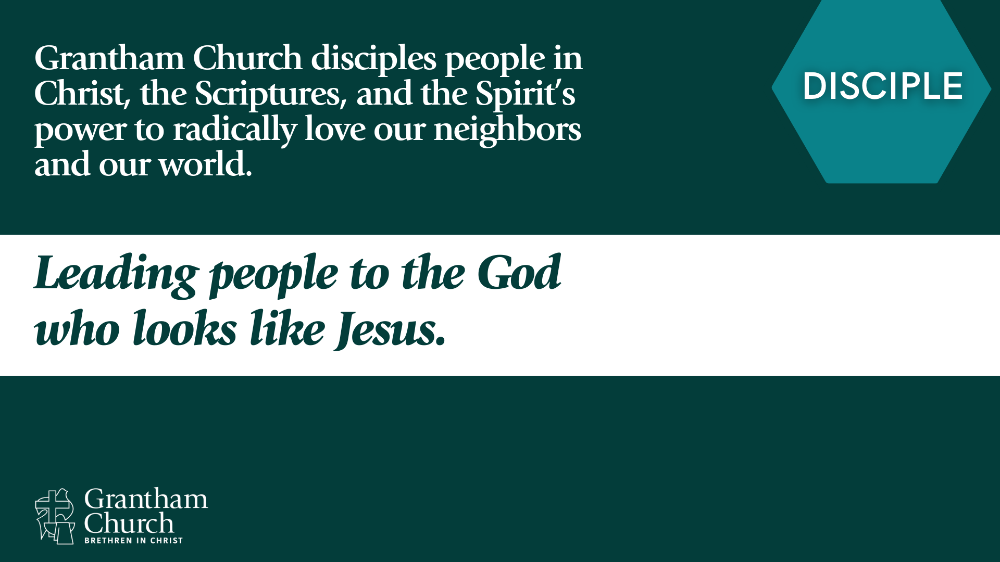 Grantham Church disciples people in
Christ, the Scriptures, and the Spirit’s
power to radically love our neighbors
and our world.
DISCIPLE
Leading people to the God
who looks like Jesus.
Grantham
Church
BRETHREN IN CHRIST